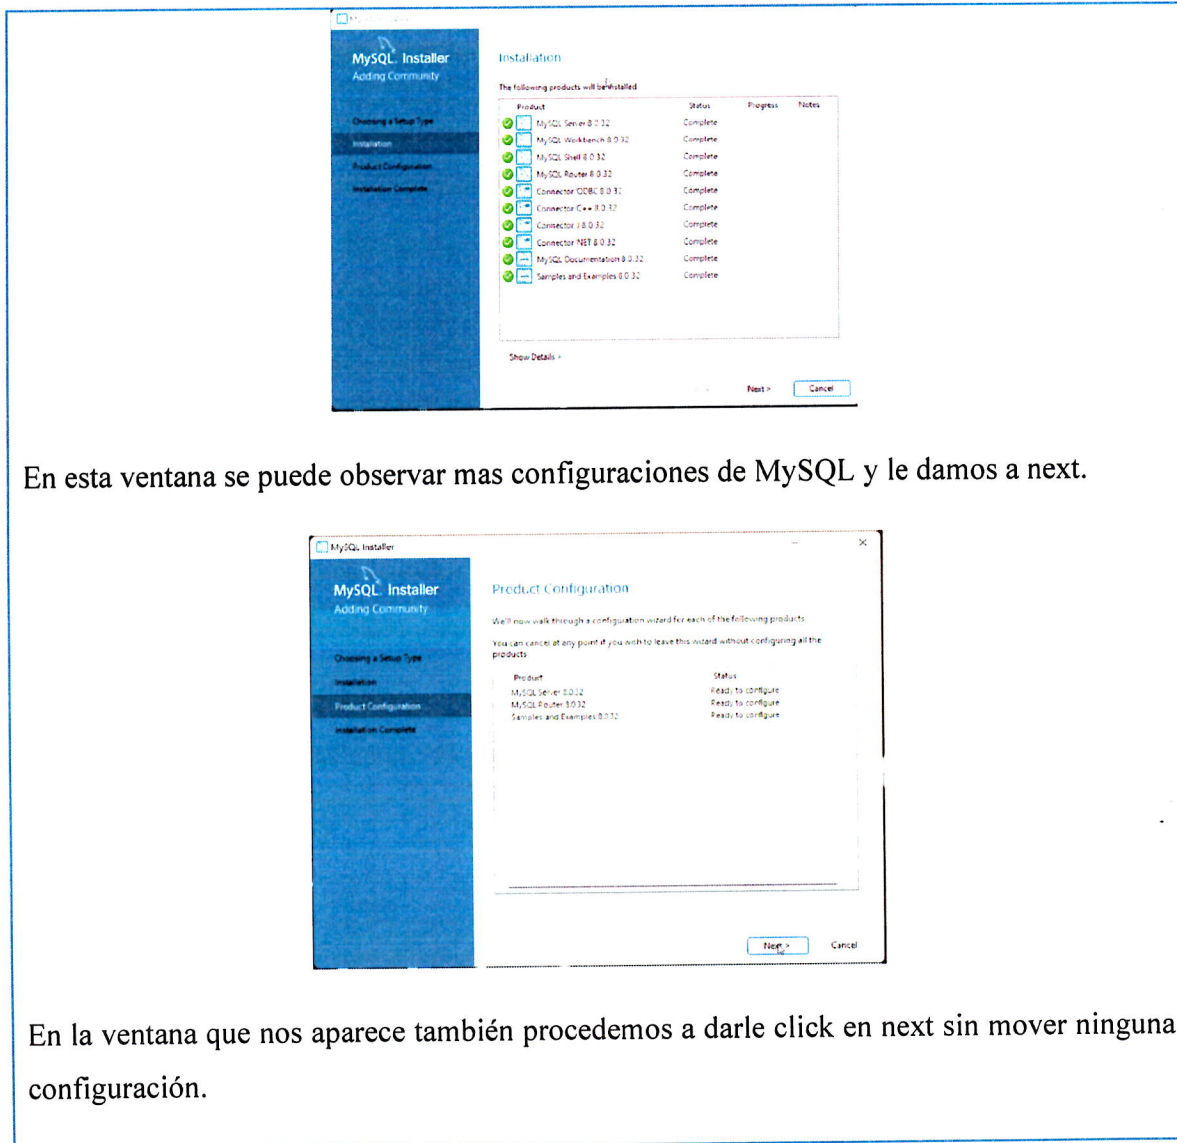 MySQL. Installer
Adding Community
Choosing a Setup Type
Installation
Product Configuration
Installation Complete
Installation
The following products will be installed
Product Status Progress Notes
MySQL Server 8.0.32 Complete
MySQL Workbench 8.0.32 Complete
MySQL Shell 8.0.32 Complete
MySQL Router 8.0.32 Complete
Connector/ODBC 8.0.32 Complete
Connector/C++ 8.0.32 Complete
Connector/J 8.0.32 Complete
Connector/NET 8.0.32 Complete
MySQL Documentation 8.0.32 Complete
Samples and Examples 8.0.32 Complete
Show Details >
Next > Cancel
En esta ventana se puede observar mas configuraciones de MySQL y le damos a next.
MySQL Installer
MySQL. Installer
Adding Community
Choosing a Setup Type
Installation
Product Configuration
Installation Complete
Product Configuration
We'll now walk through a configuration wizard for each of the following products
You can cancel at any point if you wish to leave this wizard without configuring all the
products
Product Status
MySQL Server 8.0.32 Ready to configure
MySQL Router 8.0.32 Ready to configure
Samples and Examples 8.0.32 Ready to configure
Next > Cancel
En la ventana que nos aparece también procedemos a darle click en next sin mover ninguna
configuración.